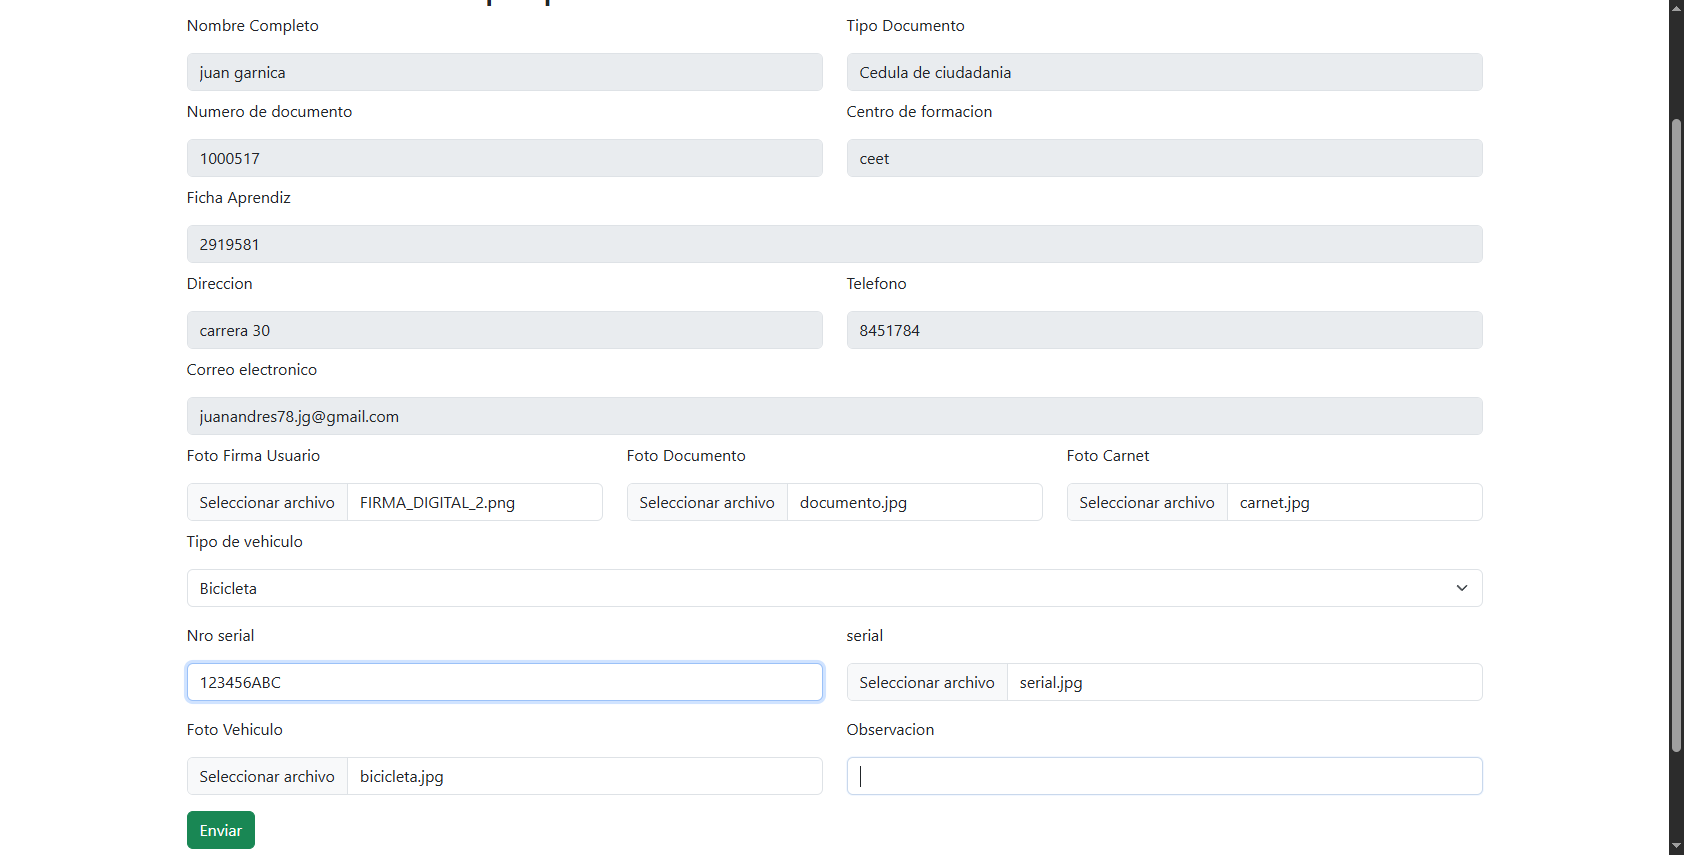 Nombre Completo Tipo Documento
juan garnica Cedula de ciudadania
Numero de documento Centro de formacion
1000517 ceet
Ficha Aprendiz
2919581
Direccion Telefono
carrera 30 8451784
Correo electronico
juanandres78.jg@gmail.com
Foto Firma Usuario Foto Documento Foto Carnet
Seleccionar archivo FIRMA_DIGITAL_2.png Seleccionar archivo documento.jpg Seleccionar archivo carnet.jpg
Tipo de vehiculo
Bicicleta
Nro serial serial
123456ABC Seleccionar archivo serial.jpg
Foto Vehiculo Observacion
Seleccionar archivo bicicleta.jpg
Enviar